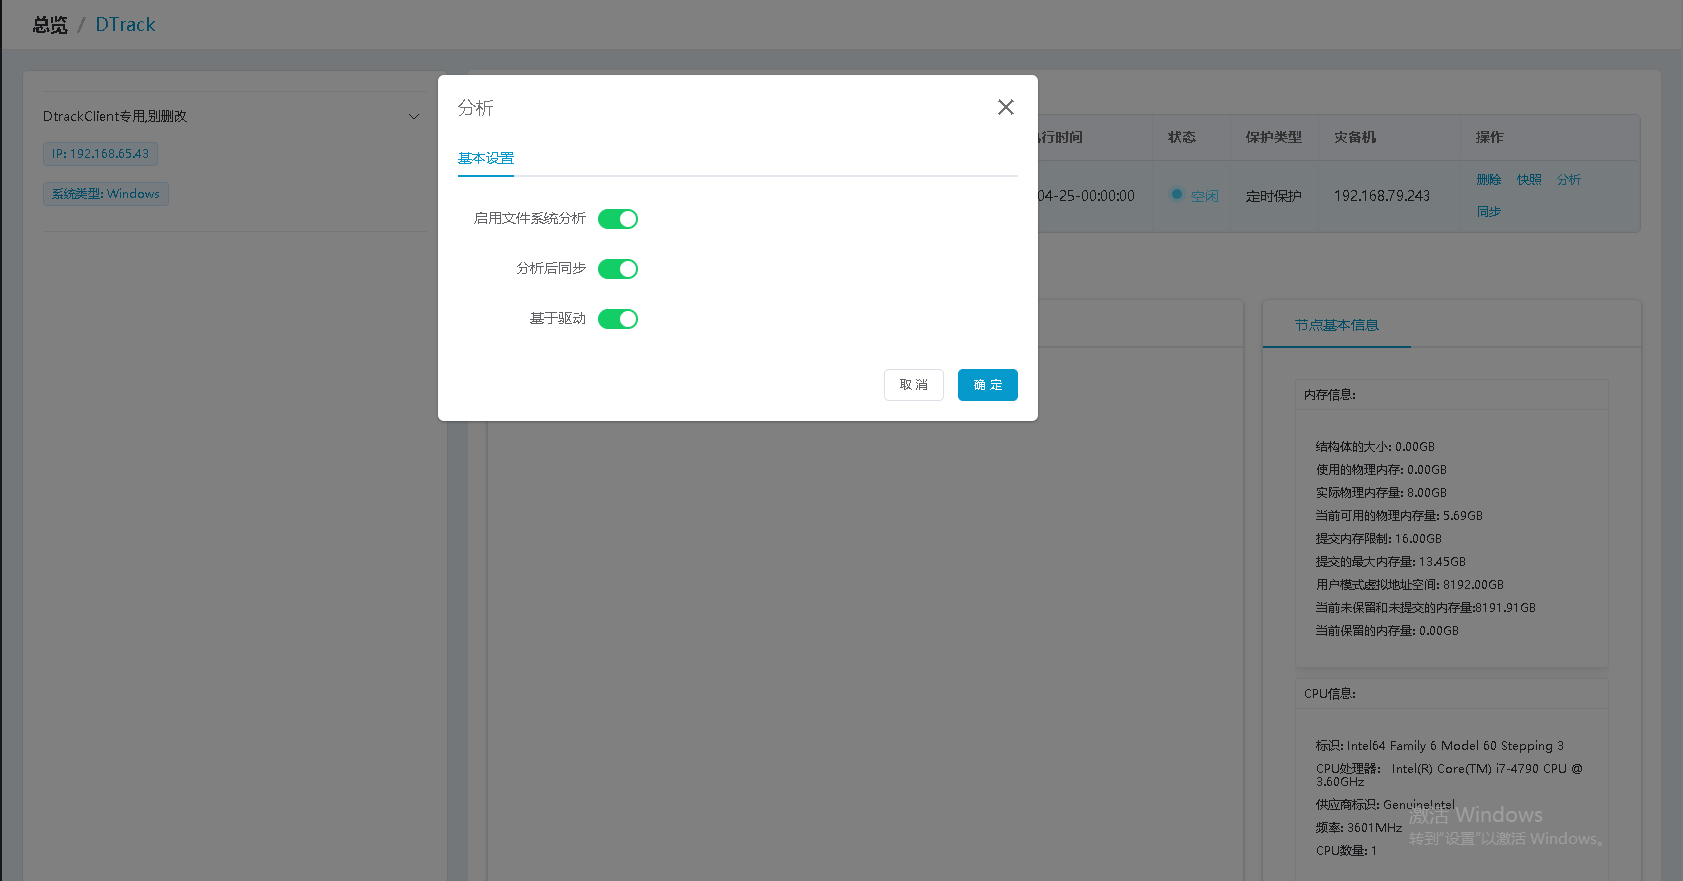 总览 / DTrack
DtrackClient专用,别删改
IP: 192.168.65.43
系统类型: Windows
分析
基本设置
启用文件系统分析
分析后同步
基于驱动
取 消
确 定
行时间 状态 保护类型 灾备机 操作
04-25-00:00:00 空闲 定时保护 192.168.79.243 删除 快照 分析
同步
节点基本信息
内存信息:
结构体的大小: 0.00GB
使用的物理内存: 0.00GB
实际物理内存量: 8.00GB
当前可用的物理内存量: 5.69GB
提交内存限制: 16.00GB
提交的最大内存量: 13.45GB
用户模式虚拟地址空间: 8192.00GB
当前未保留和未提交的内存量:8191.91GB
当前保留的内存量: 0.00GB
CPU信息:
标识: Intel64 Family 6 Model 60 Stepping 3
CPU处理器: Intel(R) Core(TM) i7-4790 CPU @
3.60GHz
供应商标识: GenuineIntel
频率: 3601MHz
CPU数量: 1
激活 Windows
转到"设置"以激活 Windows。